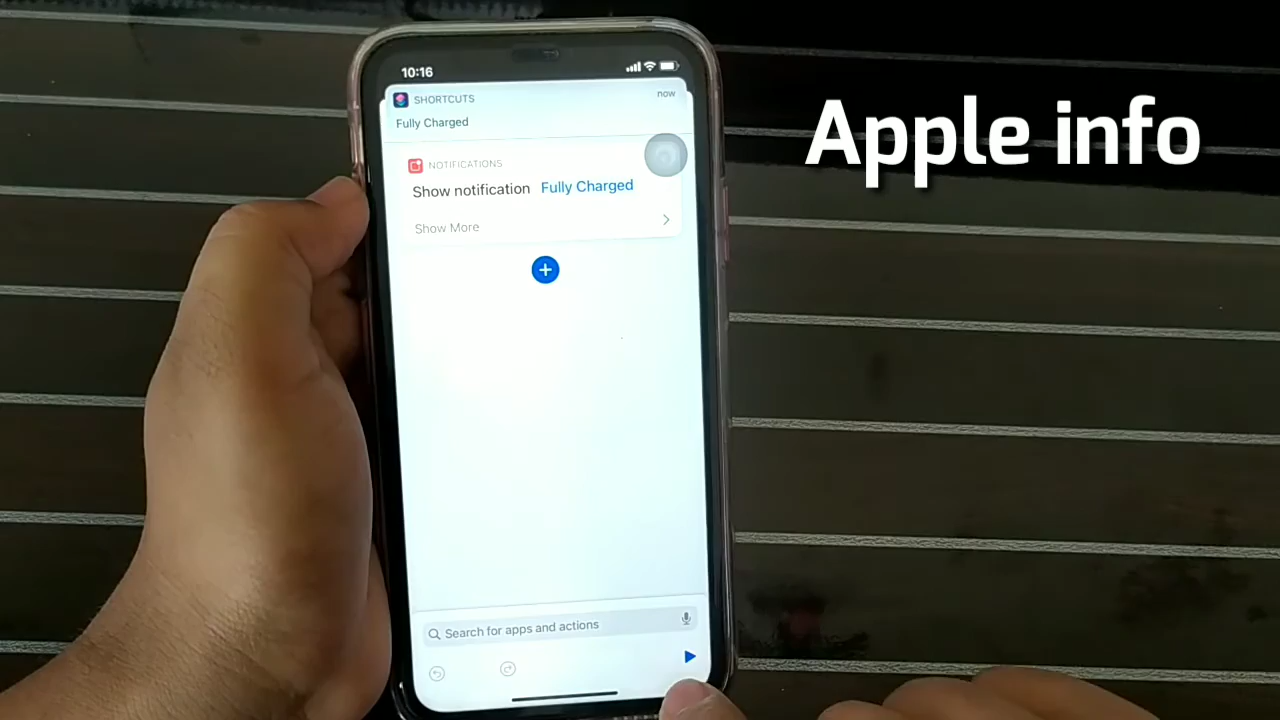 10:16
SHORTCUTS
now
Fully Charged
NOTIFICATIONS
Show notification Fully Charged
Show More
Search for apps and actions
Apple info